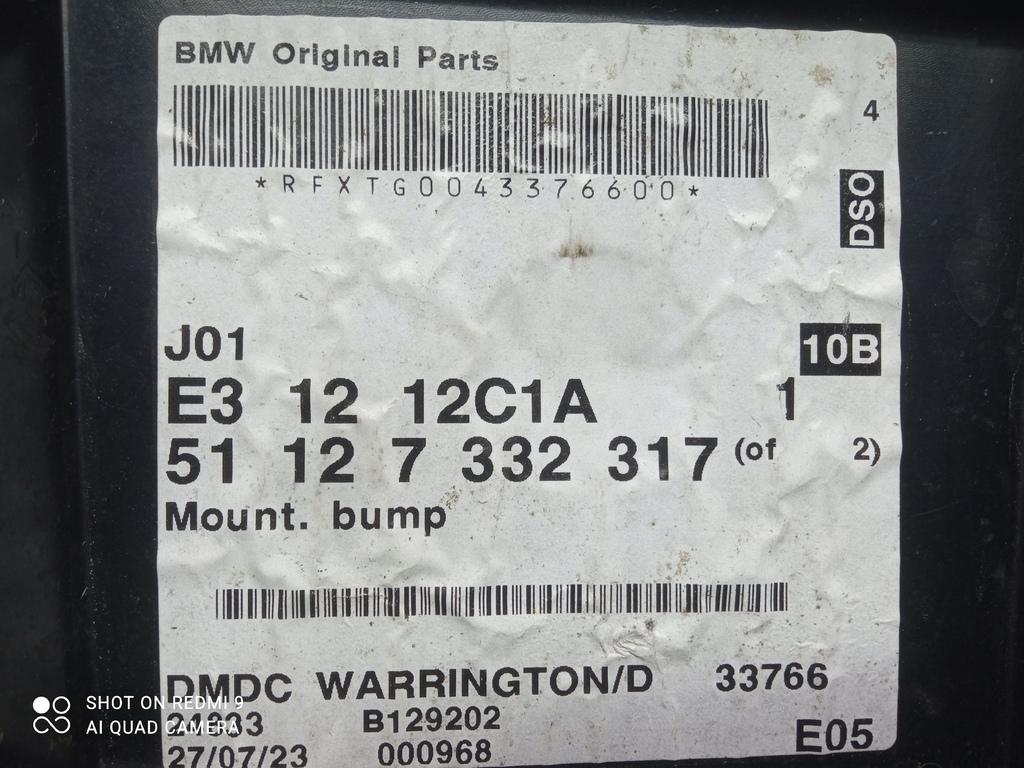 BMW Original Parts
4
*RFXTG0043376600*
DSO
J01
10B
E3 12 12C1A 1
51 12 7 332 317 (of 2)
Mount. bump
DMDC WARRINGTON/D 33766
B129202
27/07/23 000968 E05
SHOT ON REDMI 9
AI QUAD CAMERA